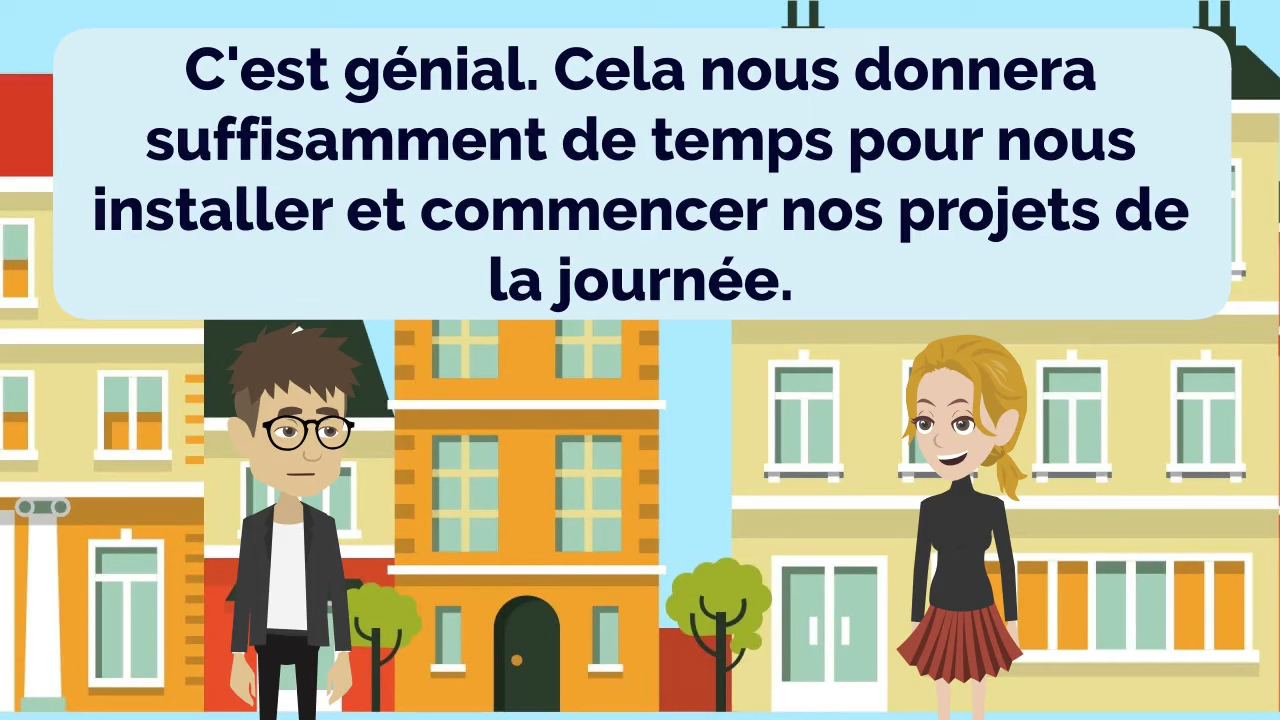 C'est génial. Cela nous donnera
suffisamment de temps pour nous
installer et commencer nos projets de
la journée.